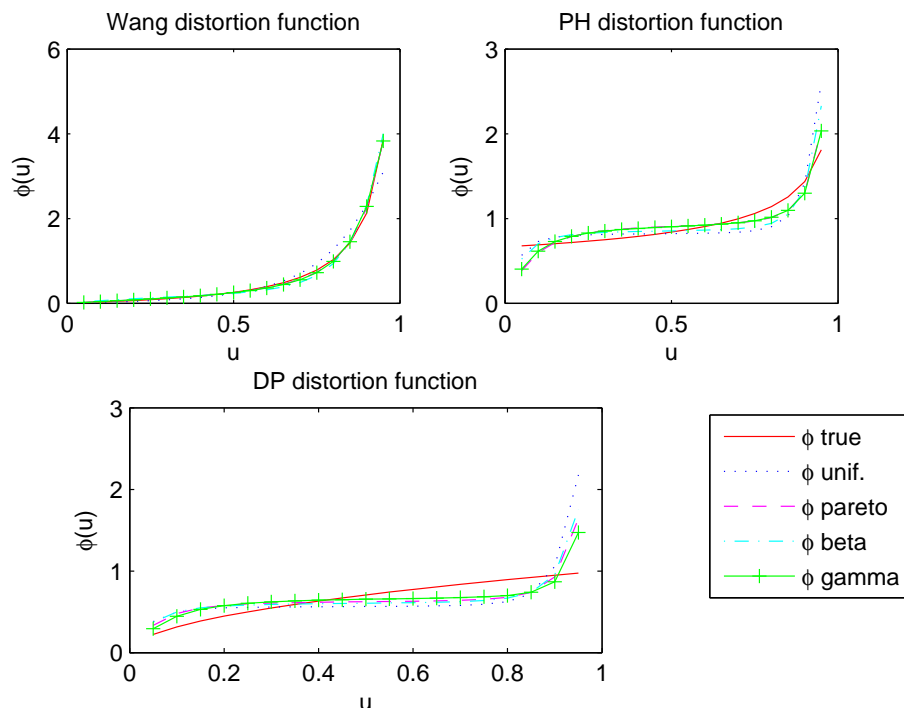 Wang distortion function
6
4
2
0
0
0.5
1
ϕ(u)
u
PH distortion function
3
2
1
0
0
0.5
1
ϕ(u)
u
DP distortion function
3
2
1
0
0
0.2
0.4
0.6
0.8
1
ϕ(u)
u
ϕ true
ϕ unif.
ϕ pareto
ϕ beta
ϕ gamma